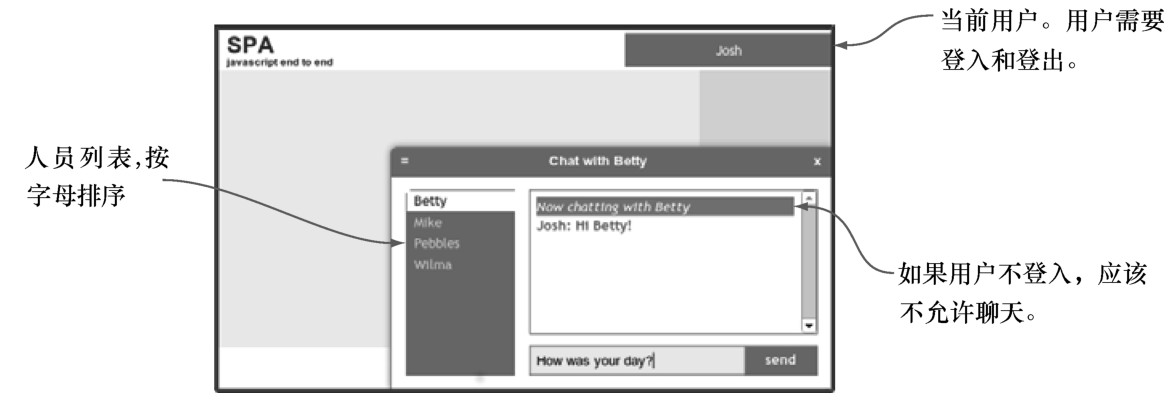 当前用户。用户需要
登入和登出。
SPA
javascript end to end
Josh
人员列表,按
字母排序
=
Chat with Betty
x
Betty
Mike
Pebbles
Wilma
Now chatting with Betty
Josh: Hi Betty!
如果用户不登入，应该
不允许聊天。
How was your day?
send